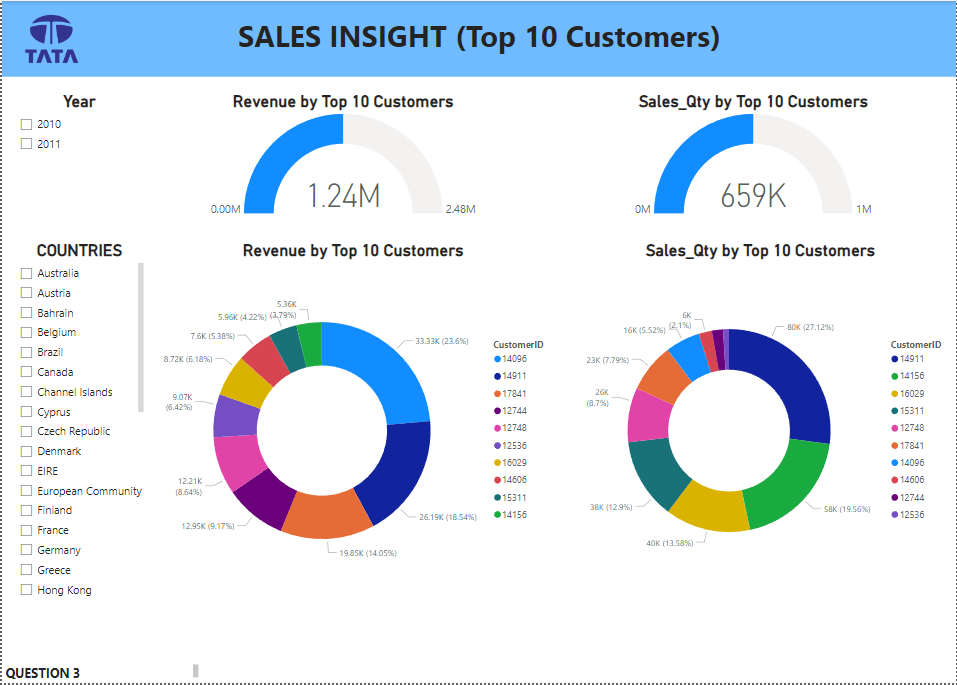 TATA
SALES INSIGHT (Top 10 Customers)
Year
2010
2011
Revenue by Top 10 Customers
1.24M
0.00M
2.48M
Sales_Qty by Top 10 Customers
659K
0M
1M
COUNTRIES
Australia
Austria
Bahrain
Belgium
Brazil
Canada
Channel Islands
Cyprus
Czech Republic
Denmark
EIRE
European Community
Finland
France
Germany
Greece
Hong Kong
Revenue by Top 10 Customers
33.33K (23.6%)
26.19K (18.54%)
19.85K (14.05%)
12.95K (9.17%)
12.21K
(8.64%)
9.07K
(6.42%)
8.72K (6.18%)
7.6K (5.38%)
5.96K (4.22%)
5.36K
(3.79%)
CustomerID
14096
14911
17841
12744
12748
12536
16029
14606
15311
14156
Sales_Qty by Top 10 Customers
80K (27.12%)
58K (19.56%)
40K (13.58%)
38K (12.9%)
26K
(8.7%)
23K (7.79%)
16K (5.52%)
6K
(2.1%)
CustomerID
14911
14156
16029
15311
12748
17841
14096
14606
12744
12536
QUESTION 3